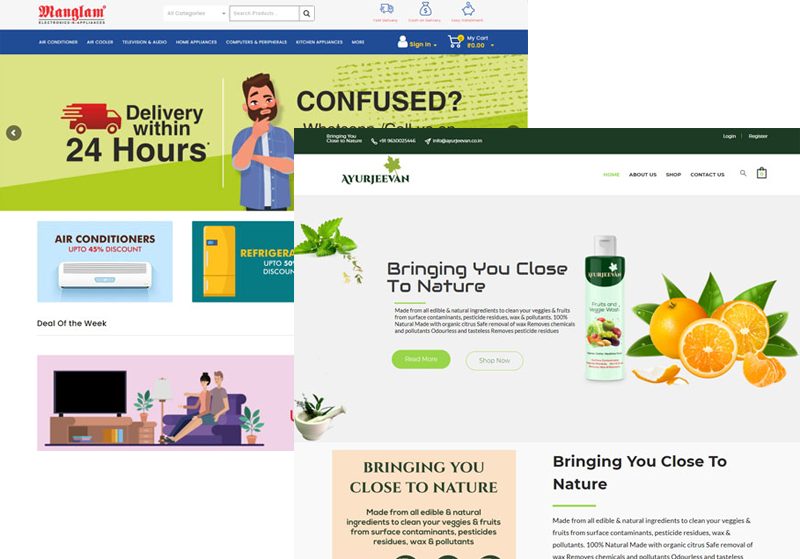 Manglam
ELECTRONICS & APPLIANCES
All Categories
Search Products...
Fast Delivery
Cash on Delivery
Easy Instalment
AIR CONDITIONER
AIR COOLER
TELEVISION & AUDIO
HOME APPLIANCES
COMPUTERS & PERIPHERALS
KITCHEN APPLIANCES
MORE
Sign In
0
My Cart
₹0.00
Delivery
within
24 Hours*
CONFUSED?
AIR CONDITIONERS
UPTO 45% DISCOUNT
Deal Of the Week
Bringing You
Close to Nature
+91 9610025446
info@ayurjeevan.co.in
Login
Register
AYURJEEVAN
HOME
ABOUT US
SHOP
CONTACT US
Bringing You Close
To Nature
Made from all edible & natural ingredients to clean your veggies & fruits
from surface contaminants, pesticide residues, wax & pollutants. 100%
Natural Made with organic citrus Safe removal of wax Removes chemicals
and pollutants Odourless and tasteless Removes pesticide residues
Read More
Shop Now
AYURJEEVAN
Fruits and
Veggie Wash
BRINGING YOU
CLOSE TO NATURE
Made from all edible & natural
ingredients to clean your veggies & fruits
from surface contaminants, pesticides
residues, wax & pollutants
Bringing You Close To
Nature
Made from all edible & natural ingredients to clean your veggies &
fruits from surface contaminants, pesticide residues, wax &
pollutants. 100% Natural Made with organic citrus Safe removal of
wax Removes chemicals and pollutants Odourless and tasteless